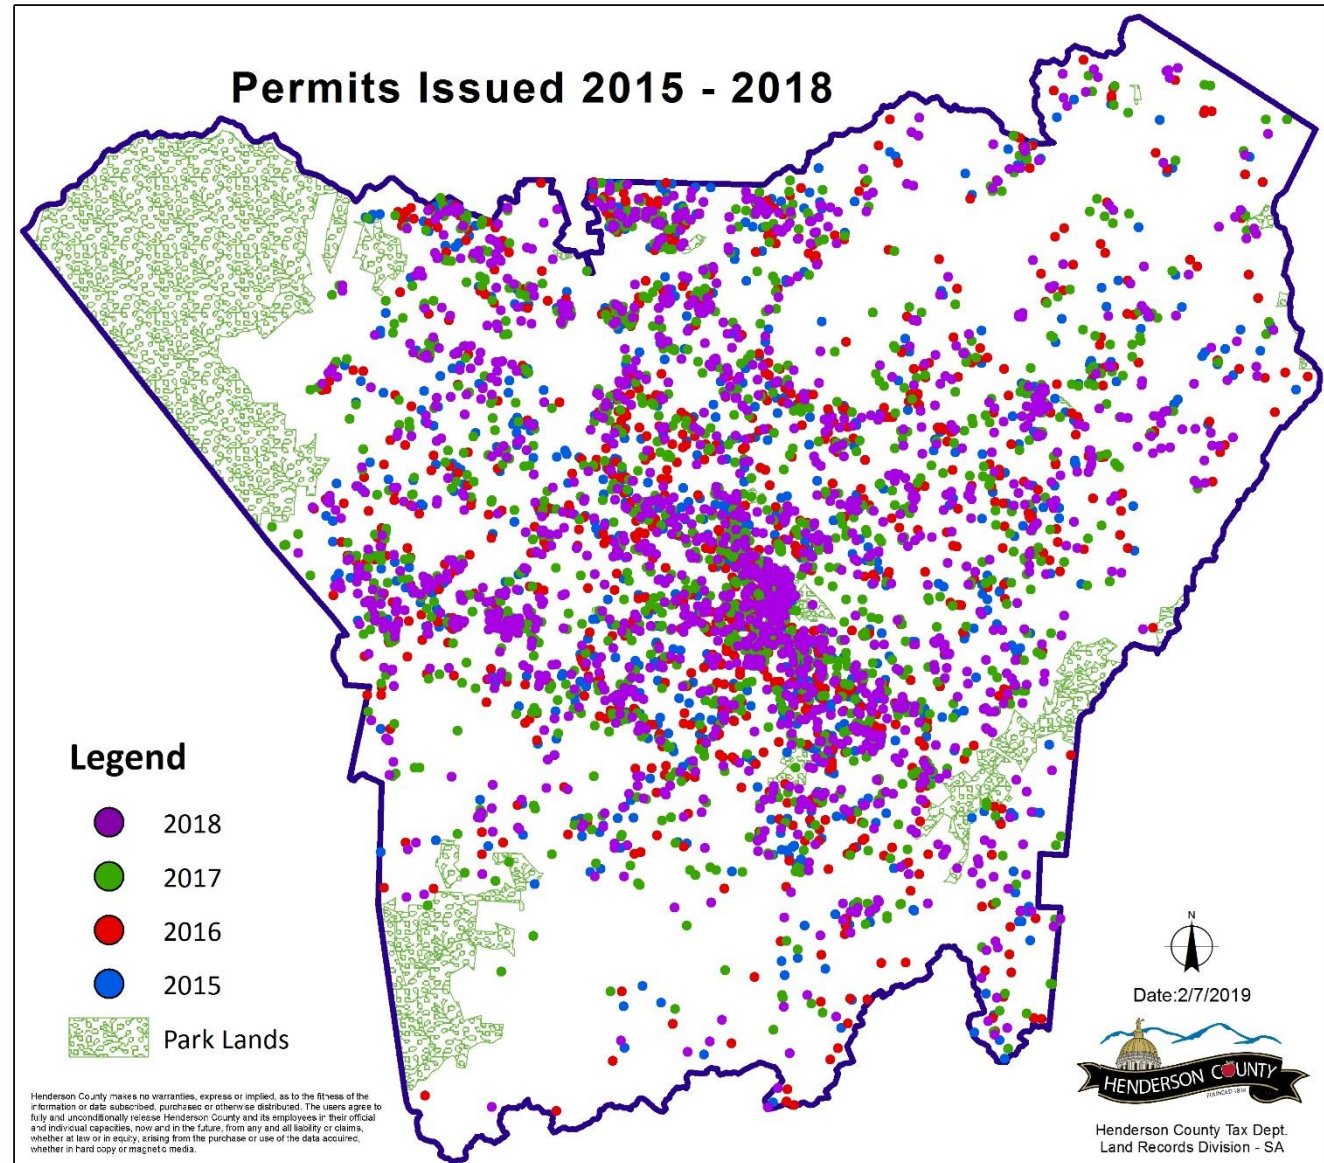 Permits Issued 2015 - 2018
Legend
2018
2017
2016
2015
Park Lands
N
Date:2/7/2019
HENDERSON COUNTY
FOUNDED 1838
Henderson County Tax Dept.
Land Records Division - SA
Henderson County makes no warranties, express or implied, as to the fitness of the
information or data subscribed, purchased or otherwise distributed. The users agree to
fully and unconditionally release Henderson County and its employees in their official
and individual capacities, now and in the future, from any and all liability or claims,
whether at law or in equity, arising from the purchase or use of the data acquired,
whether in hard copy or magnetic media.